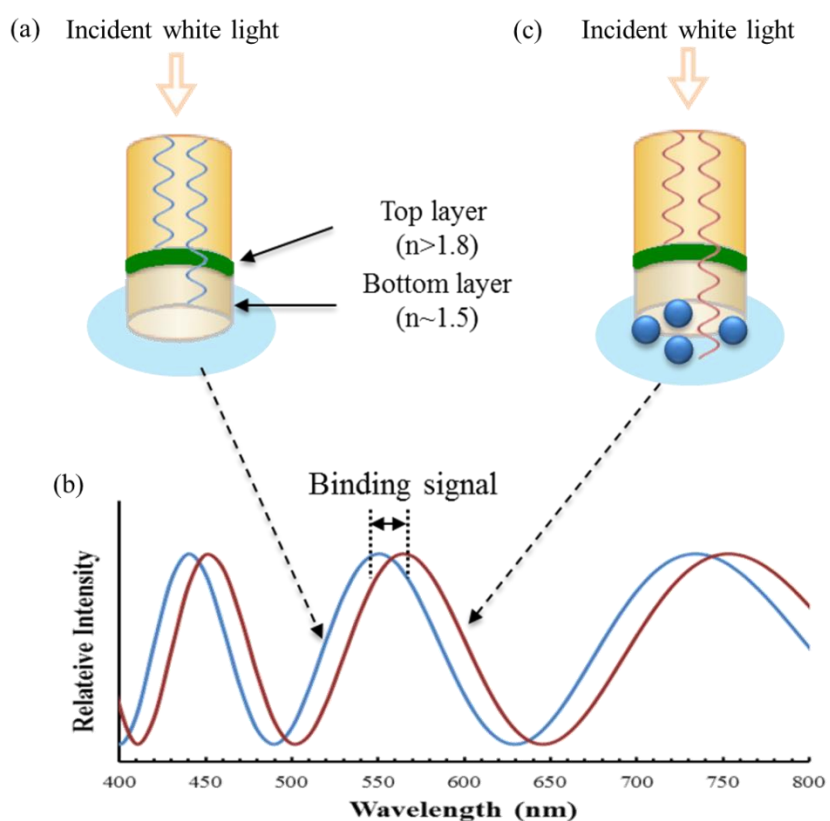 (a) Incident white light
(c) Incident white light
Top layer
(n>1.8)
Bottom layer
(n~1.5)
(b)
Binding signal
Relateive Intensity
400 450 500 550 600 650 700 750 800
Wavelength (nm)